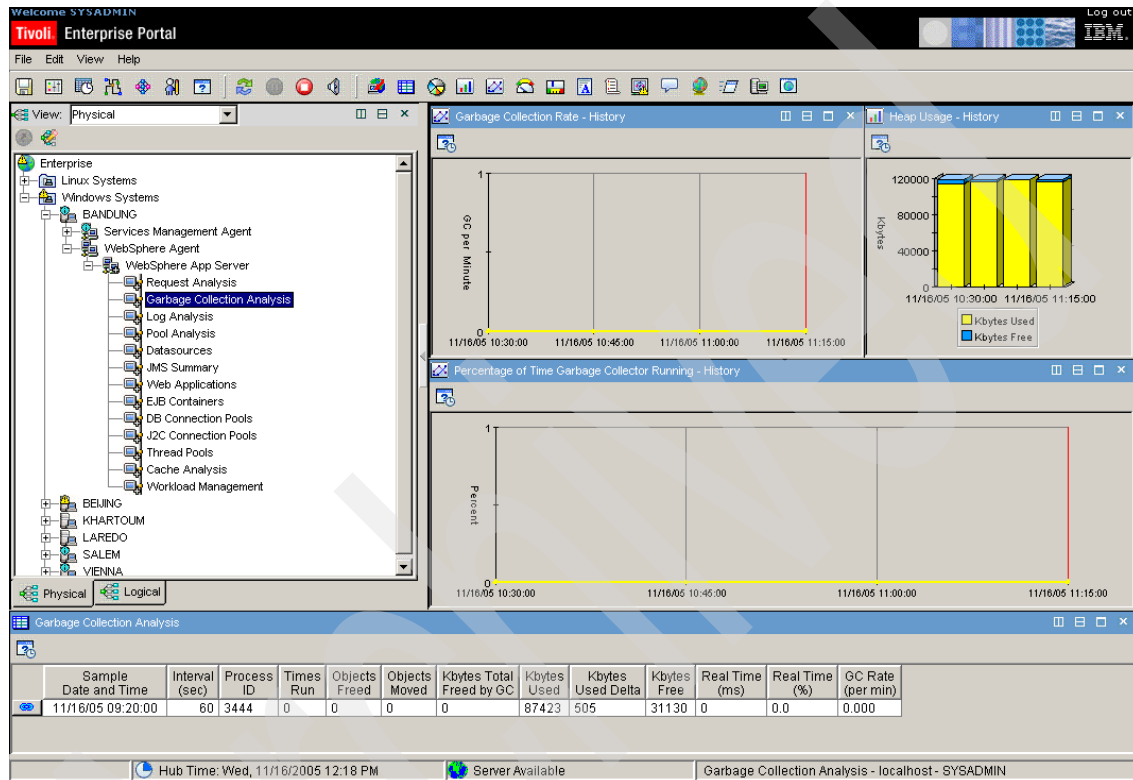 Welcome SYSADMIN
Log out
Tivoli. Enterprise Portal
IBM.
File Edit View Help
View: Physical
Enterprise
Linux Systems
Windows Systems
BANDUNG
Services Management Agent
WebSphere Agent
WebSphere App Server
Request Analysis
Garbage Collection Analysis
Log Analysis
Pool Analysis
Datasources
JMS Summary
Web Applications
EJB Containers
DB Connection Pools
J2C Connection Pools
Thread Pools
Cache Analysis
Workload Management
BEIJING
KHARTOUM
LAREDO
SALEM
VIENNA
Physical Logical
Garbage Collection Rate - History
1
GC per Minute
0
11/16/05 10:30:00 11/16/05 10:45:00 11/16/05 11:00:00 11/16/05 11:15:00
Heap Usage - History
120000
80000
40000
0
Kbytes
11/16/05 10:30:00 11/16/05 11:15:00
Kbytes Used
Kbytes Free
Percentage of Time Garbage Collector Running - History
1
Percent
0
11/16/05 10:30:00 11/16/05 10:45:00 11/16/05 11:00:00 11/16/05 11:15:00
Garbage Collection Analysis
Sample Date and Time Interval (sec) Process ID Times Run Objects Freed Objects Moved Kbytes Total Freed by GC Kbytes Used Kbytes Used Delta Kbytes Free Real Time (ms) Real Time (%) GC Rate (per min)
11/16/05 09:20:00 60 3444 0 0 0 0 87423 505 31130 0 0.0 0.000
Hub Time: Wed, 11/16/2005 12:18 PM Server Available Garbage Collection Analysis - localhost - SYSADMIN